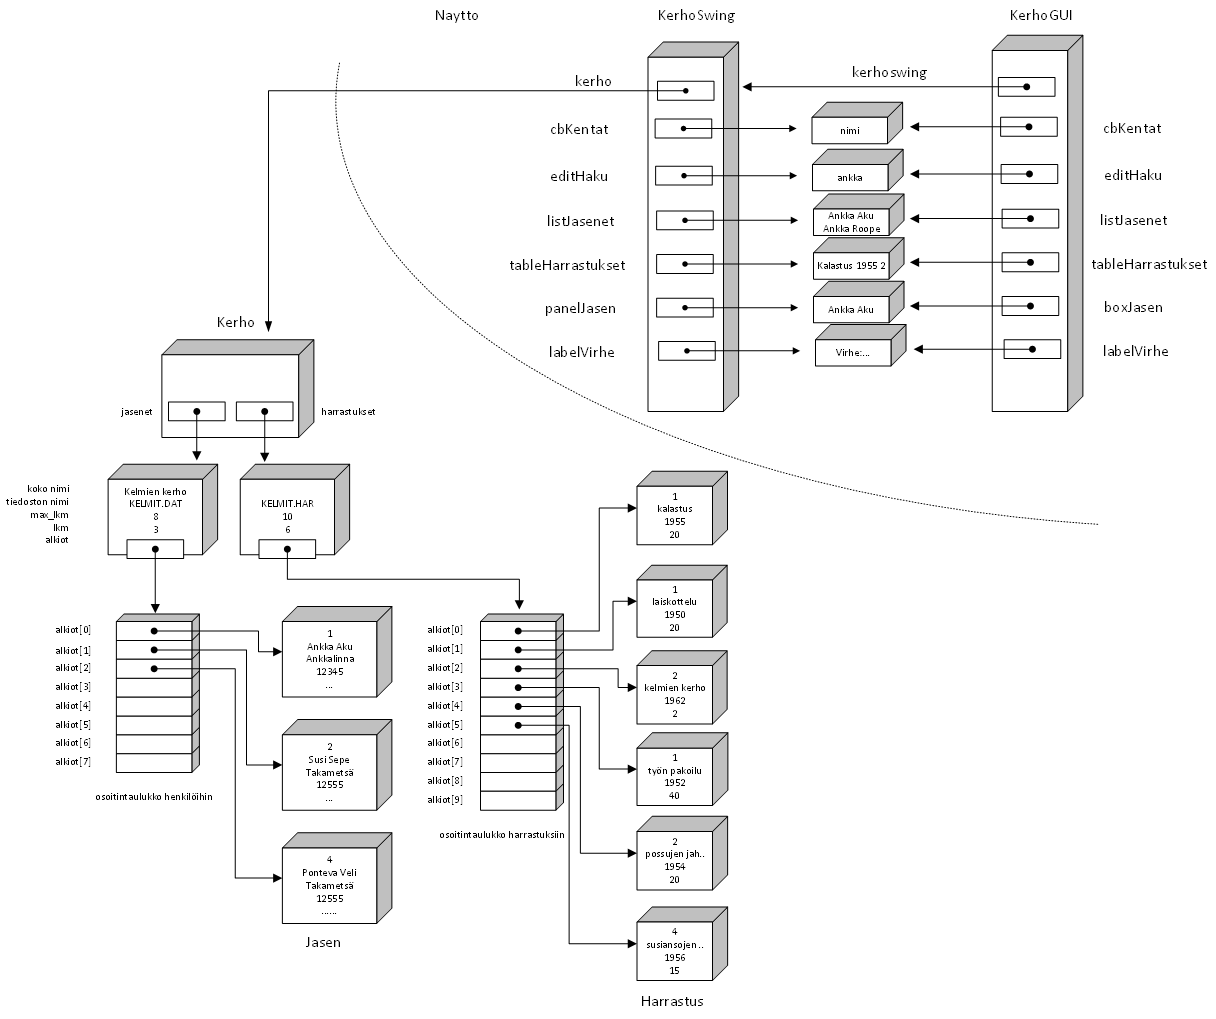 Naytto
KerhoSwing
KerhoGUI
kerho
kerhoswing
cbKentat
nimi
cbKentat
editHaku
ankka
editHaku
listJasenet
Ankka Aku
Ankka Roope
listJasenet
tableHarrastukset
Kalastus 1955 2
tableHarrastukset
panelJasen
Ankka Aku
boxJasen
labelVirhe
Virhe:...
labelVirhe
Kerho
jasenet
harrastukset
koko nimi
tiedoston nimi
max_lkm
lkm
alkiot
Kelmien kerho
KELMIT.DAT
8
3
KELMIT.HAR
10
6
alkiot[0]
alkiot[1]
alkiot[2]
alkiot[3]
alkiot[4]
alkiot[5]
alkiot[6]
alkiot[7]
osoitintaulukko henkilöihin
1
Ankka Aku
Ankkalinna
12345
...
2
Susi Sepe
Takametsä
12555
...
4
Ponteva Veli
Takametsä
12555
......
Jasen
alkiot[0]
alkiot[1]
alkiot[2]
alkiot[3]
alkiot[4]
alkiot[5]
alkiot[6]
alkiot[7]
alkiot[8]
alkiot[9]
osoitintaulukko harrastuksiin
1
kalastus
1955
20
1
laiskottelu
1950
20
2
kelmien kerho
1962
2
1
työn pakoilu
1952
40
2
possujen jah..
1954
20
4
susiansojen ..
1956
15
Harrastus